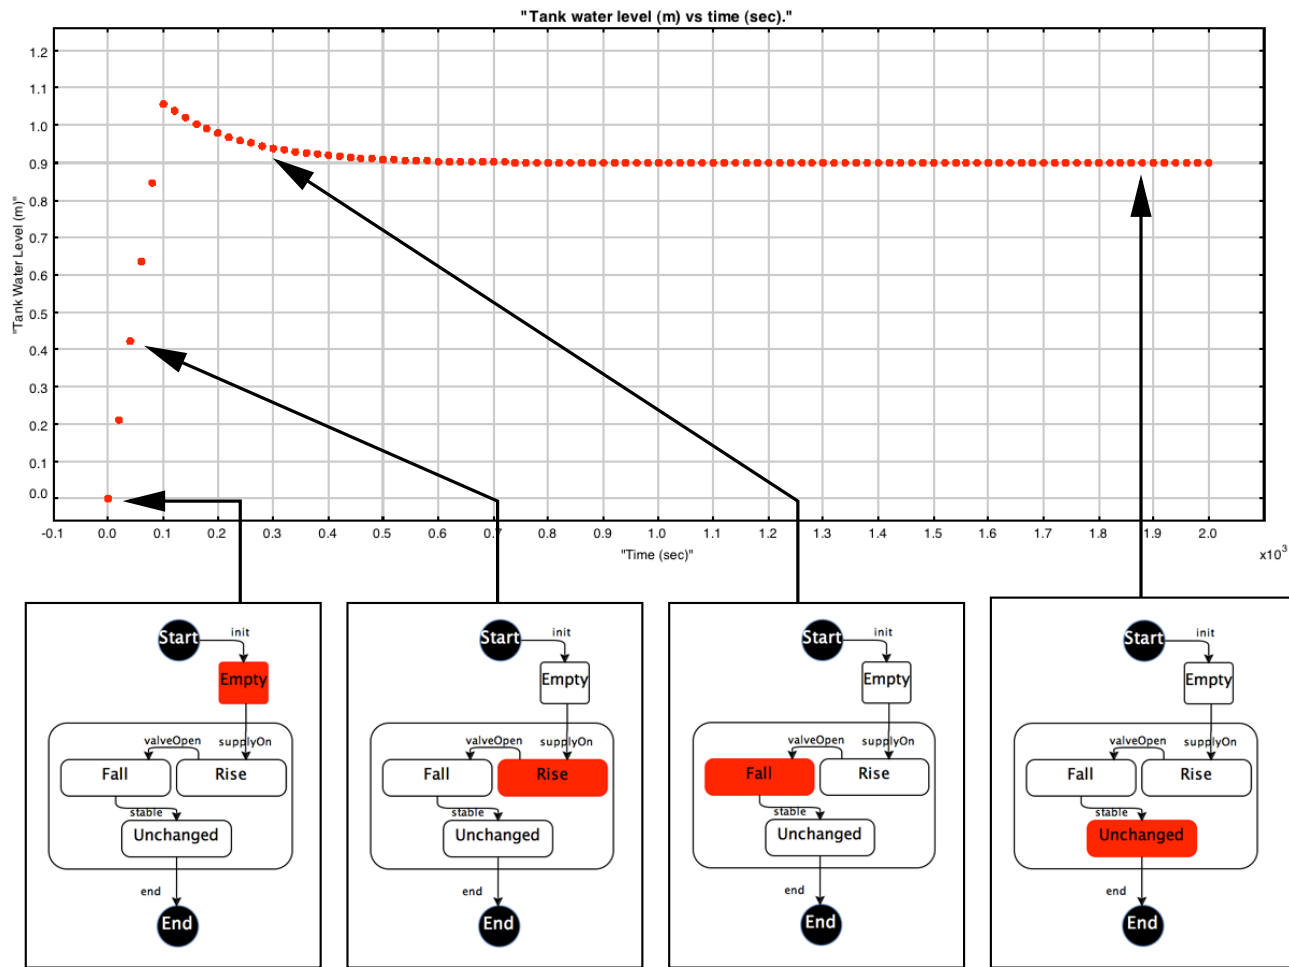 "Tank water level (m) vs time (sec)."
1.2
1.1
1.0
0.9
0.8
0.7
0.6
0.5
0.4
0.3
0.2
0.1
0.0
"Tank Water Level (m)"
-0.1 0.0 0.1 0.2 0.3 0.4 0.5 0.6 0.7 0.8 0.9 1.0 1.1 1.2 1.3 1.4 1.5 1.6 1.7 1.8 1.9 2.0
"Time (sec)"
x10³
Start
init
Empty
valveOpen
supplyOn
Fall
Rise
stable
Unchanged
end
End
Start
init
Empty
valveOpen
supplyOn
Fall
Rise
stable
Unchanged
end
End
Start
init
Empty
valveOpen
supplyOn
Fall
Rise
stable
Unchanged
end
End
Start
init
Empty
valveOpen
supplyOn
Fall
Rise
stable
Unchanged
end
End